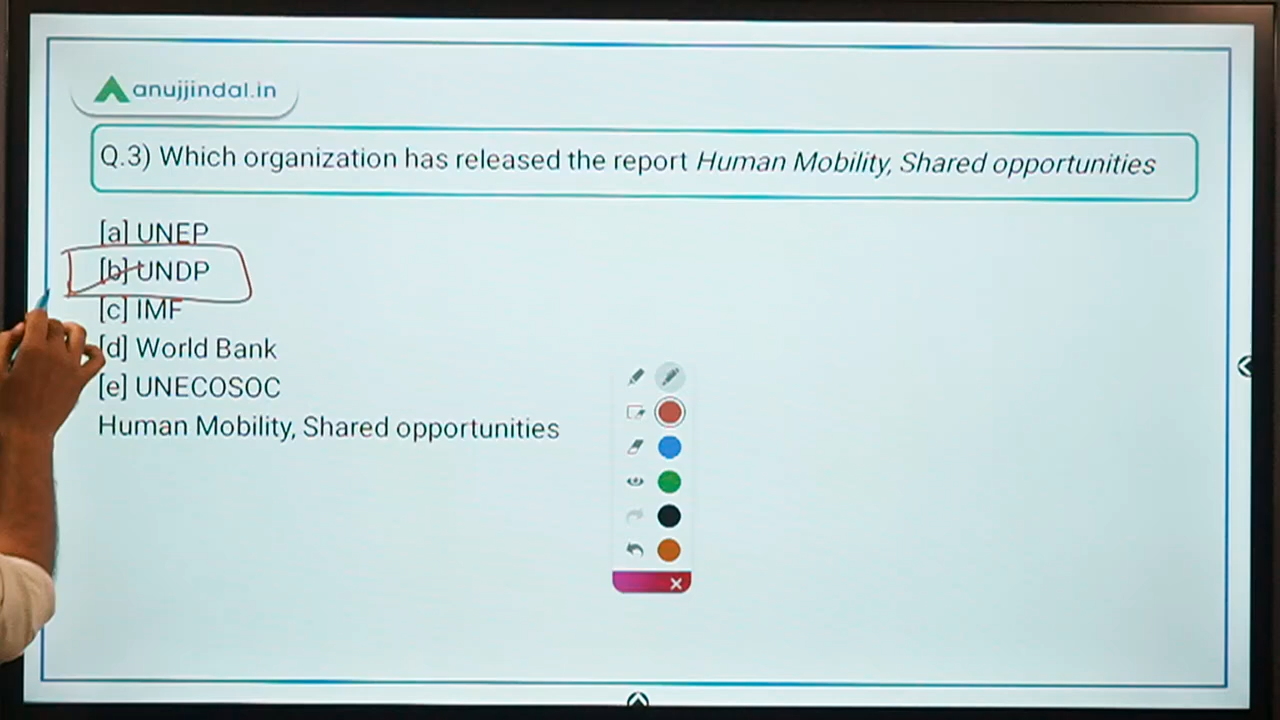 anujjindal.in
Q.3) Which organization has released the report Human Mobility, Shared opportunities
[a] UNEP
[b] UNDP
[c] IMF
[d] World Bank
[e] UNECOSOC
Human Mobility, Shared opportunities